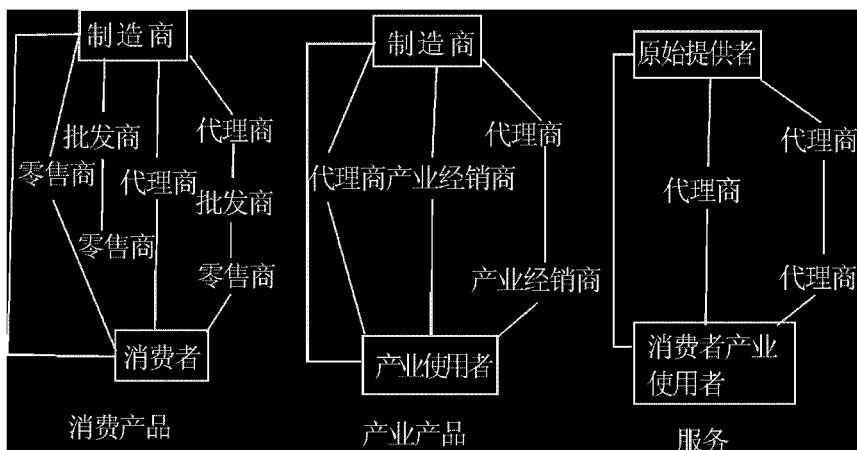 制造商
批发商
代理商
零售商
代理商
批发商
零售商
零售商
消费者
消费产品
制造商
代理商
代理商
产业经销商
产业经销商
产业使用者
产业产品
原始提供者
代理商
代理商
代理商
消费者产业
使用者
服务